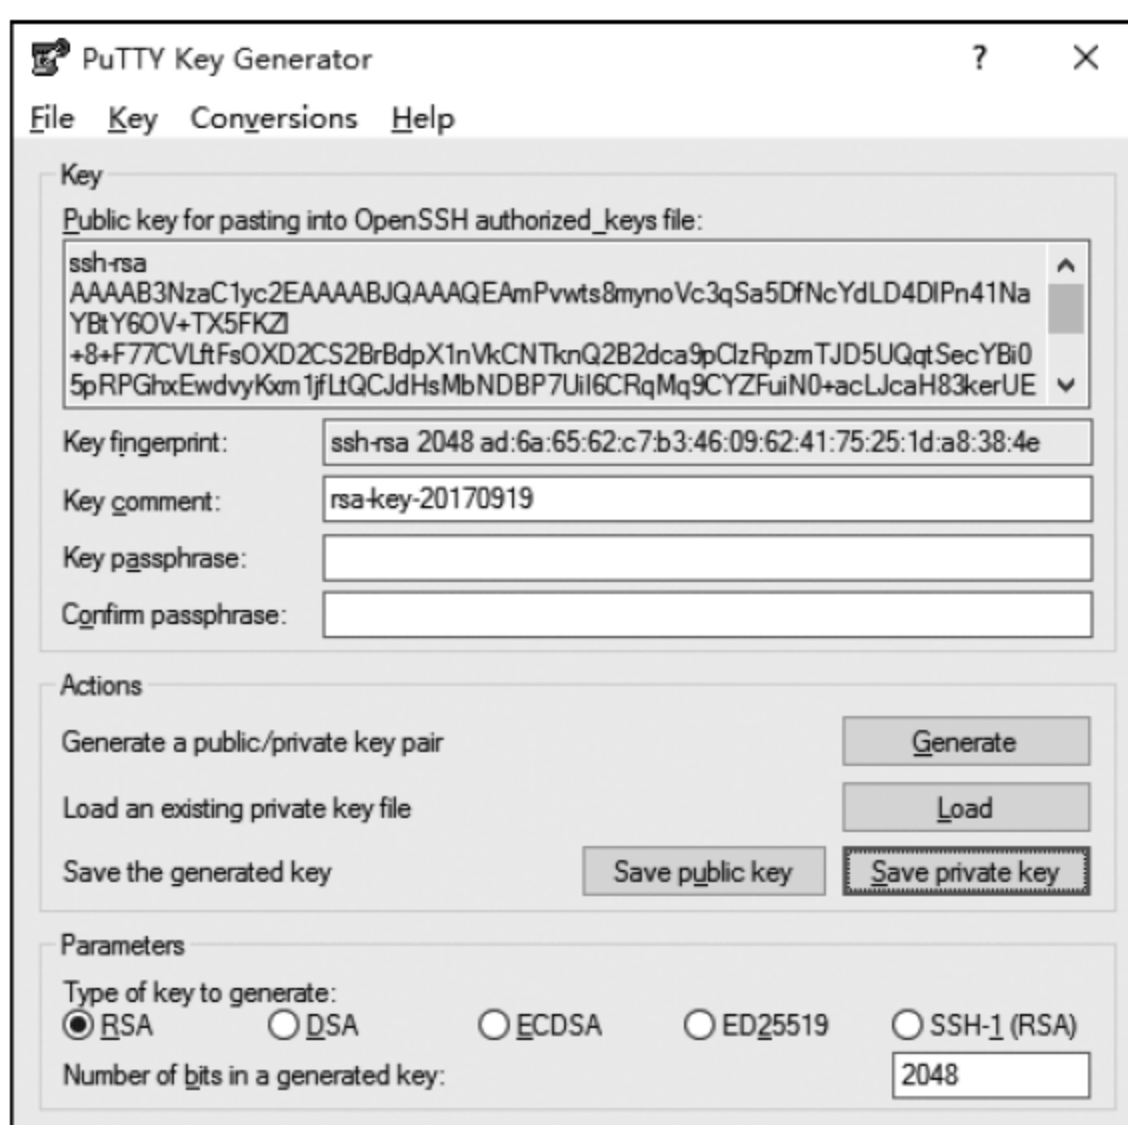 PuTTY Key Generator
? ×
File Key Conversions Help
Key
Public key for pasting into OpenSSH authorized_keys file:
ssh-rsa
AAAAB3NzaC1yc2EAAAABJQAAAQEAmPvwts8mynoVc3qSa5DfNcYdLD4DlPn41Na
YBtY6OV+TX5FKZl
+8+F77CVLftFsOXD2CS2BrBdpX1nVkCNTknQ2B2dca9pClzRpzmTJD5UQqtSecYBi0
5pRPGhxEwdvyKxm1jfLtQCJdHsMbNDBP7Uil6CRqMq9CYZFuiN0+acLJcaH83kerUE
Key fingerprint: ssh-rsa 2048 ad:6a:65:62:c7:b3:46:09:62:41:75:25:1d:a8:38:4e
Key comment: rsa-key-20170919
Key passphrase:
Confirm passphrase:
Actions
Generate a public/private key pair Generate
Load an existing private key file Load
Save the generated key Save public key Save private key
Parameters
Type of key to generate:
RSA DSA ECDSA ED25519 SSH-1 (RSA)
Number of bits in a generated key: 2048